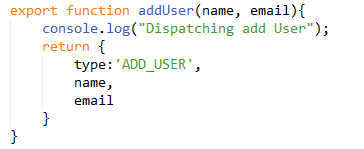 export function addUser(name, email){
    console.log("Dispatching add User");
    return {
        type:'ADD_USER',
        name,
        email
    }
}